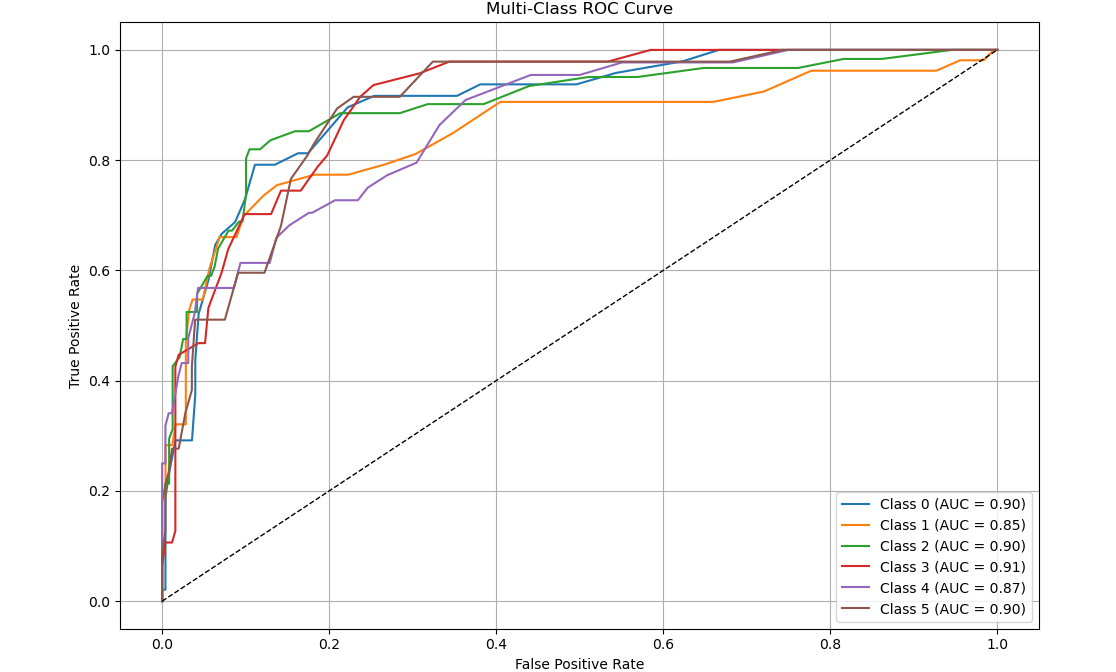 Multi-Class ROC Curve
True Positive Rate
1.0
0.8
0.6
0.4
0.2
0.0
Class 0 (AUC = 0.90)
Class 1 (AUC = 0.85)
Class 2 (AUC = 0.90)
Class 3 (AUC = 0.91)
Class 4 (AUC = 0.87)
Class 5 (AUC = 0.90)
0.0 0.2 0.4 0.6 0.8 1.0
False Positive Rate